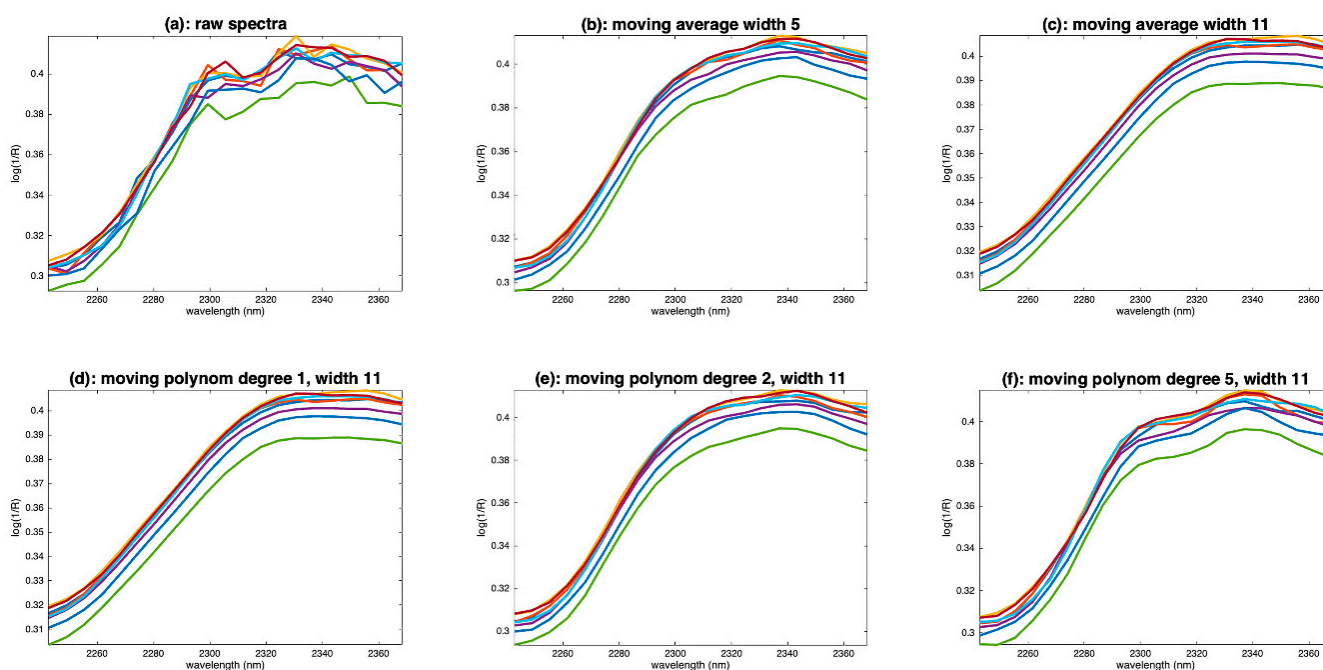 (a): raw spectra
0.4
0.38
0.36
0.34
0.32
0.3
log(1/R)
2260 2280 2300 2320 2340 2360
wavelength (nm)
(b): moving average width 5
0.4
0.38
0.36
0.34
0.32
0.3
log(1/R)
2260 2280 2300 2320 2340 2360
wavelength (nm)
(c): moving average width 11
0.4
0.39
0.38
0.37
0.36
0.35
0.34
0.33
0.32
0.31
log(1/R)
2260 2280 2300 2320 2340 2360
wavelength (nm)
(d): moving polynom degree 1, width 11
0.4
0.39
0.38
0.37
0.36
0.35
0.34
0.33
0.32
0.31
log(1/R)
2260 2280 2300 2320 2340 2360
wavelength (nm)
(e): moving polynom degree 2, width 11
0.4
0.38
0.36
0.34
0.32
0.3
log(1/R)
2260 2280 2300 2320 2340 2360
wavelength (nm)
(f): moving polynom degree 5, width 11
0.4
0.38
0.36
0.34
0.32
0.3
log(1/R)
2260 2280 2300 2320 2340 2360
wavelength (nm)